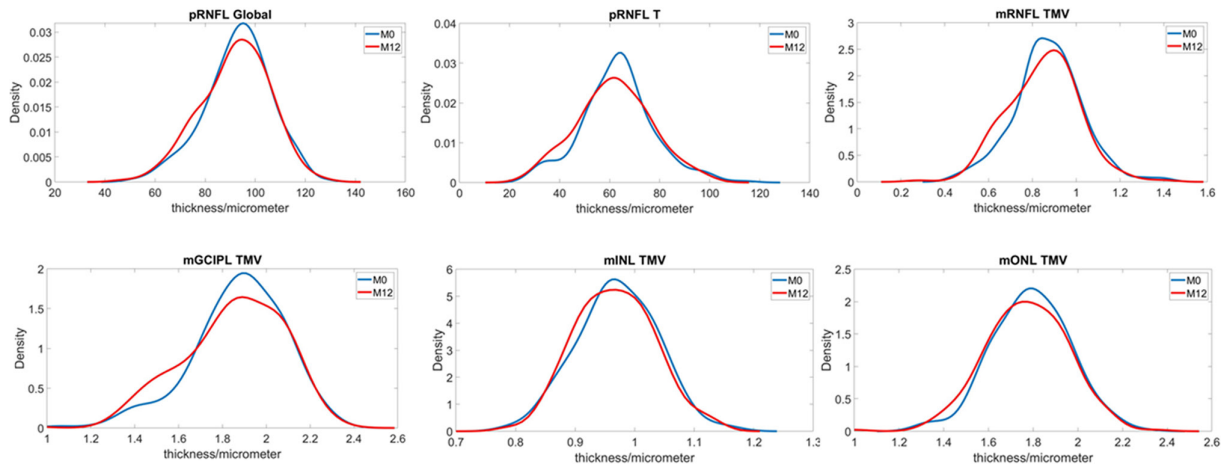 pRNFL Global
M0
M12
Density
0.03
0.025
0.02
0.015
0.01
0.005
0
20 40 60 80 100 120 140 160
thickness/micrometer
pRNFL T
M0
M12
Density
0.04
0.03
0.02
0.01
0
0 20 40 60 80 100 120 140
thickness/micrometer
mRNFL TMV
M0
M12
Density
3
2.5
2
1.5
1
0.5
0
0 0.2 0.4 0.6 0.8 1 1.2 1.4 1.6
thickness/micrometer
mGCIPL TMV
M0
M12
Density
2
1.5
1
0.5
0
1 1.2 1.4 1.6 1.8 2 2.2 2.4 2.6
thickness/micrometer
mINL TMV
M0
M12
Density
6
5
4
3
2
1
0
0.7 0.8 0.9 1 1.1 1.2 1.3
thickness/micrometer
mONL TMV
M0
M12
Density
2.5
2
1.5
1
0.5
0
1 1.2 1.4 1.6 1.8 2 2.2 2.4 2.6
thickness/micrometer